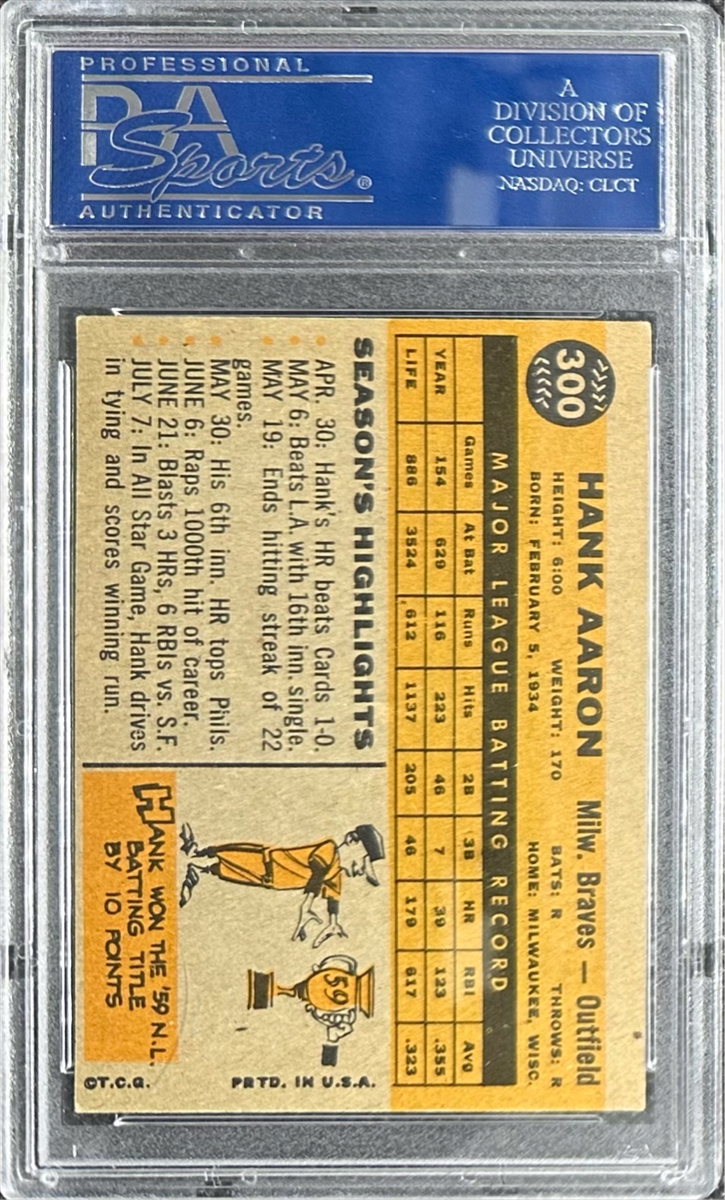 PROFESSIONAL
PSA
Sports®
AUTHENTICATOR
A
DIVISION OF
COLLECTORS
UNIVERSE
NASDAQ: CLCT
300
HANK AARON Milw. Braves — Outfield
HEIGHT: 6:00 WEIGHT: 170 BATS: R THROWS: R
BORN: FEBRUARY 5, 1934 HOME: MILWAUKEE, WISC.
MAJOR LEAGUE BATTING RECORD
Games At Bat Runs Hits 2B 3B HR RBI Avg
YEAR 154 629 116 223 46 7 39 123 .355
LIFE 886 3524 612 1137 205 46 179 617 .323
SEASON'S HIGHLIGHTS
APR. 30: Hank's HR beats Cards 1-0.
MAY 6: Beats L.A. with 16th inn. single.
MAY 19: Ends hitting streak of 22
games.
MAY 30: His 6th inn. HR tops Phils.
JUNE 6: Raps 1000th hit of career.
JUNE 21: Blasts 3 HRs, 6 RBIs vs. S.F.
JULY 7: In All Star Game, Hank drives
in tying and scores winning run.
59
HANK WON THE '59 N.L.
BATTING TITLE
BY 10 POINTS
©T.C.G. PRTD. IN U.S.A.